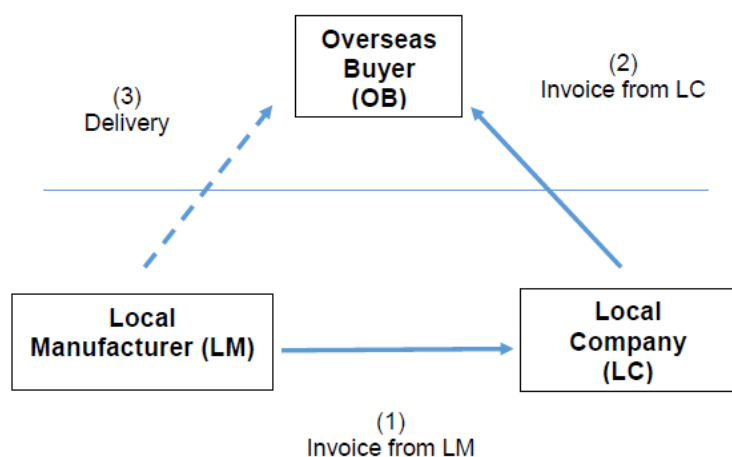 Overseas
Buyer
(OB)
(2)
Invoice from LC
(3)
Delivery
Local
Manufacturer (LM)
Local
Company
(LC)
(1)
Invoice from LM